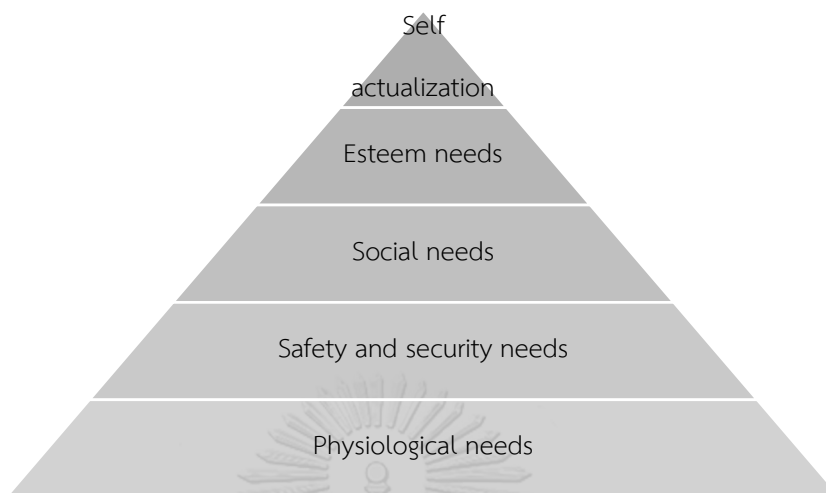 Self
actualization
Esteem needs
Social needs
Safety and security needs
Physiological needs